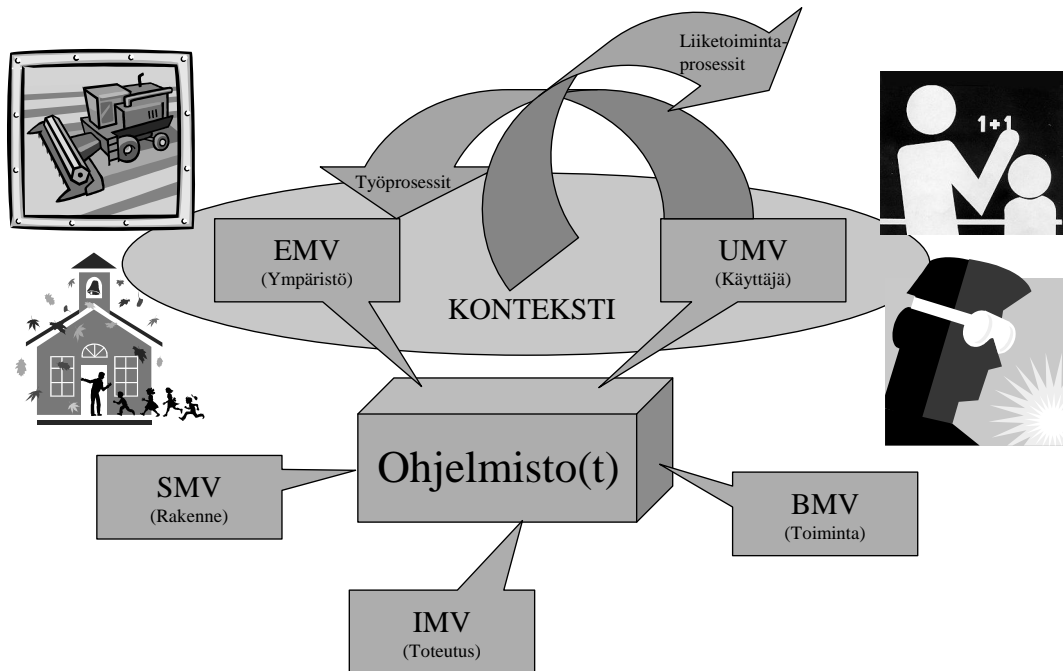 Liiketoiminta-
prosessit
1+1
Työprosessit
EMV
(Ympäristö)
UMV
(Käyttäjä)
KONTEKSTI
Ohjelmisto(t)
SMV
(Rakenne)
BMV
(Toiminta)
IMV
(Toteutus)